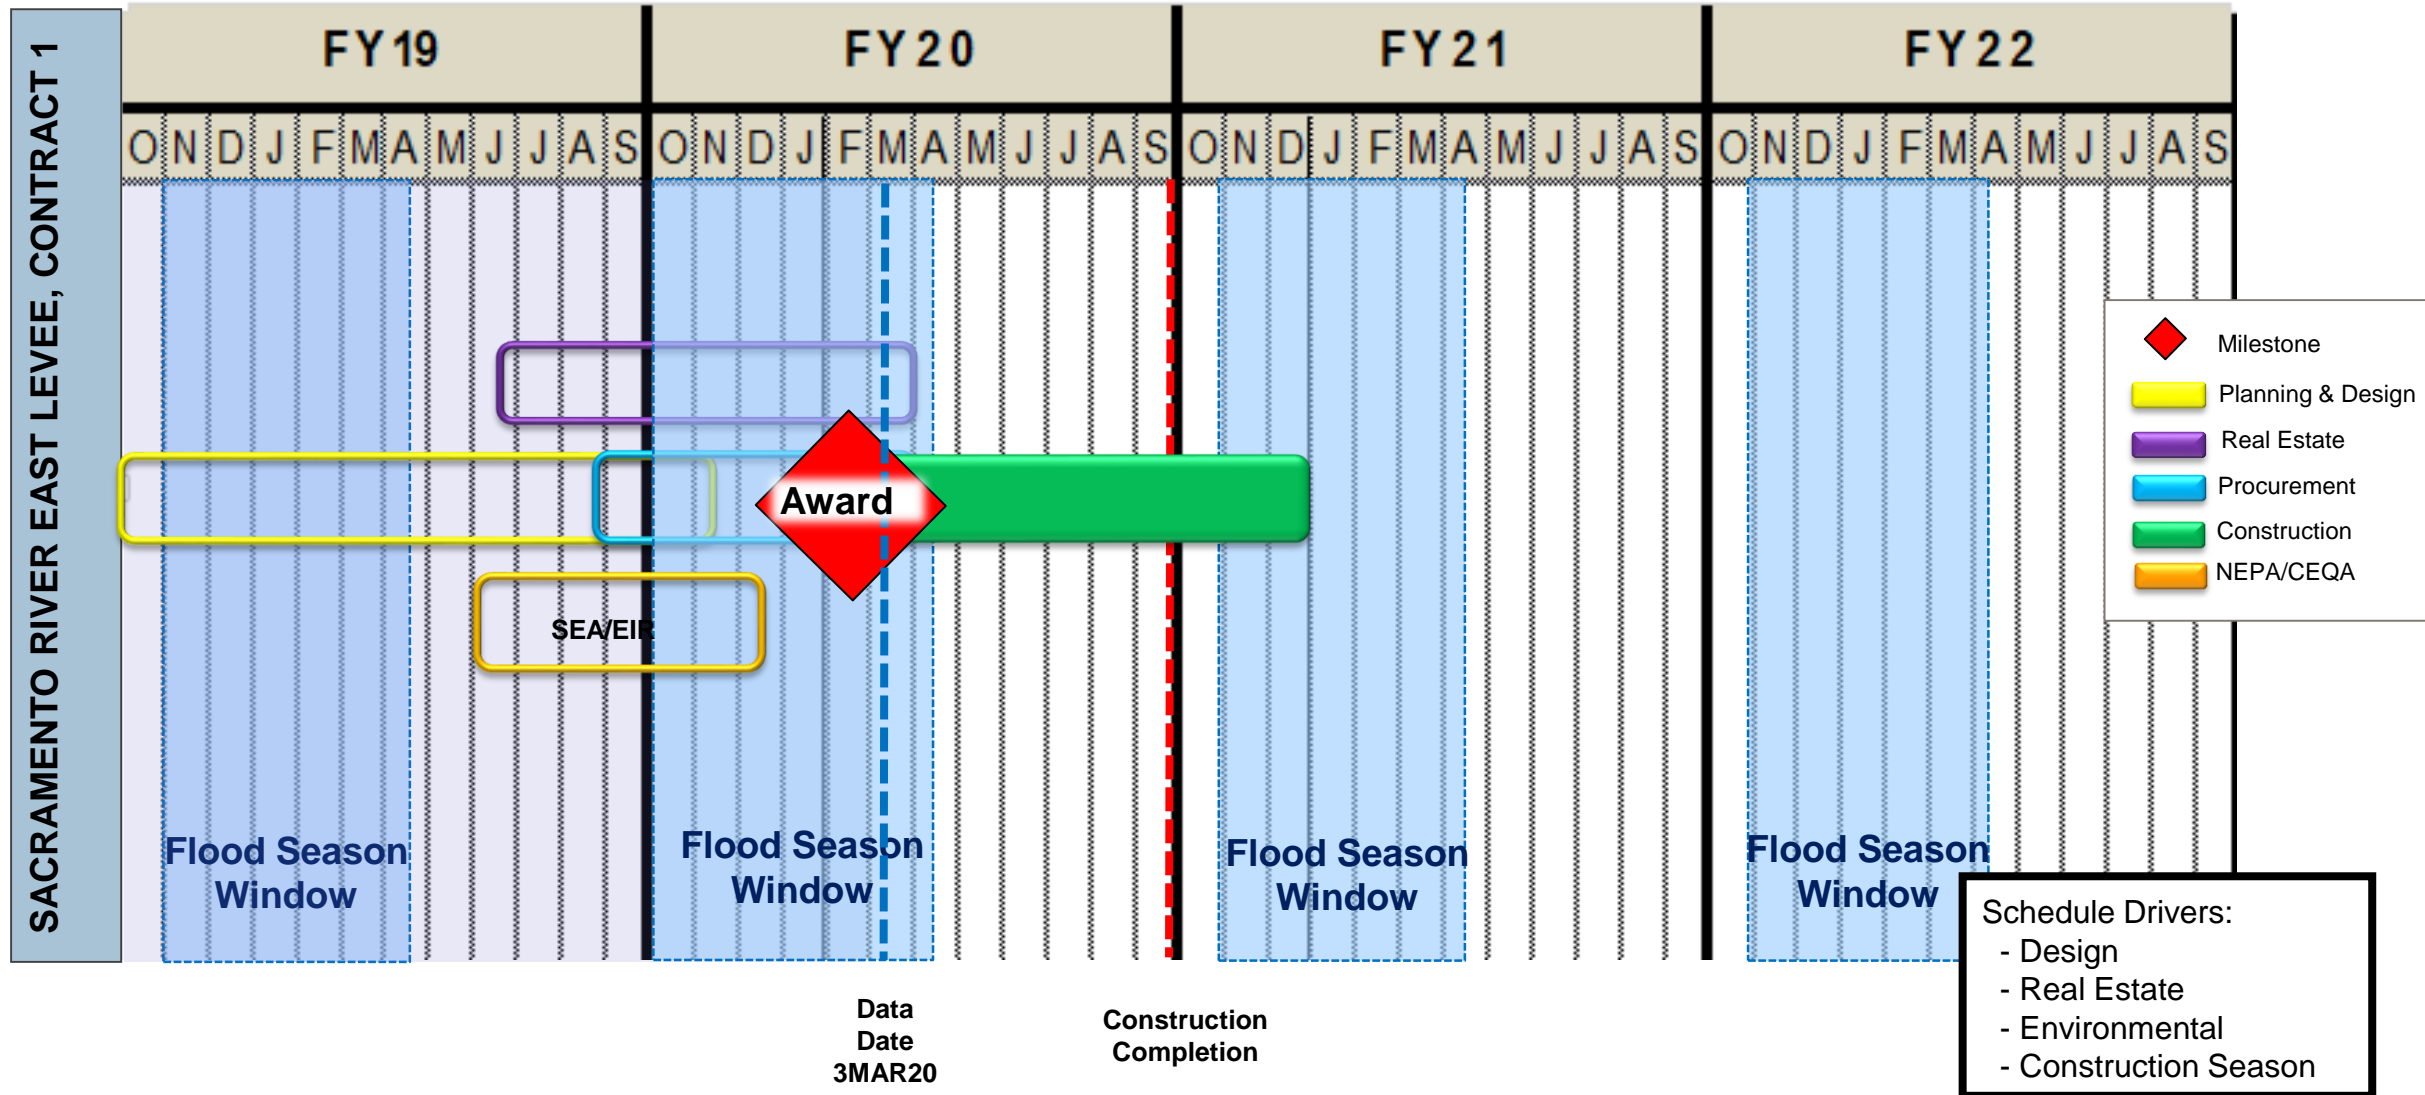 SACRAMENTO RIVER EAST LEVEE, CONTRACT 1
FY19 FY20 FY21 FY22
O N D J F M A M J J A S O N D J F M A M J J A S O N D J F M A M J J A S O N D J F M A M J J A S
Milestone
Planning & Design
Real Estate
Procurement
Construction
NEPA/CEQA
Award
SEA/EIR
Flood Season
Window
Flood Season
Window
Flood Season
Window
Flood Season
Window
Schedule Drivers:
- Design
- Real Estate
- Environmental
- Construction Season
Data
Date
3MAR20
Construction
Completion